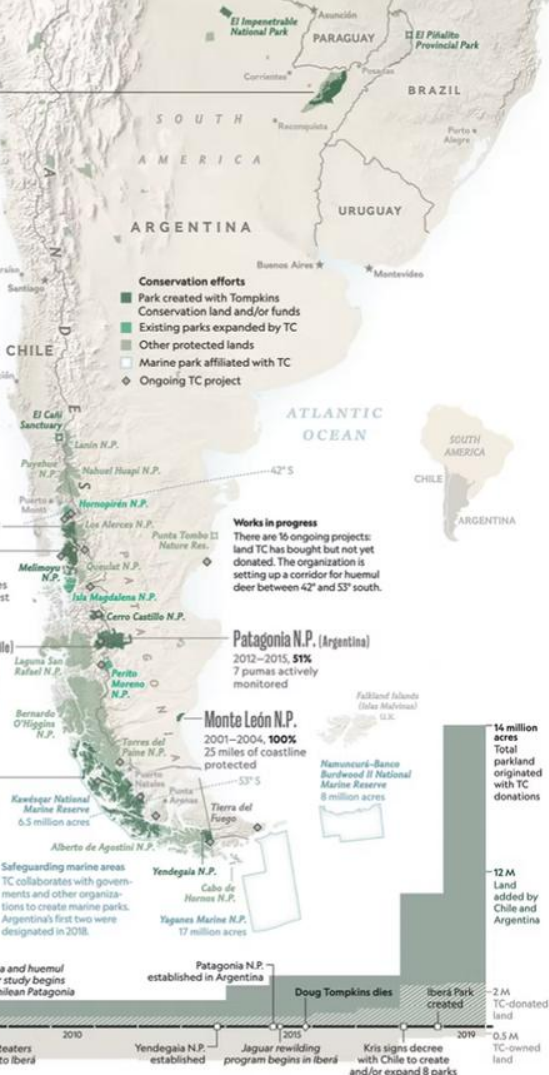 El Impenetrable
National Park
Asunción
PARAGUAY
El Piñalito
Provincial Park
Corrientes
Posadas
BRAZIL
SOUTH
Reconquista
Porto
Alegre
AMERICA
ANDES
URUGUAY
ARGENTINA
Buenos Aires
Montevideo
Santiago
Conservation efforts
Park created with Tompkins
Conservation land and/or funds
Existing parks expanded by TC
Other protected lands
Marine park affiliated with TC
Ongoing TC project
CHILE
El Cañi
Sanctuary
ATLANTIC
OCEAN
Lanín N.P.
Puyehue
N.P.
Nahuel Huapi N.P.
42° S
SOUTH
AMERICA
CHILE
ARGENTINA
Puerto
Montt
Hornopirén N.P.
Los Alerces N.P.
Punta Tombo
Nature Res.
Works in progress
There are 16 ongoing projects:
land TC has bought but not yet
donated. The organization is
setting up a corridor for huemul
deer between 42° and 53° south.
Melimoyu
N.P.
Queulat N.P.
Isla Magdalena N.P.
Cerro Castillo N.P.
PATAGONIA
Patagonia N.P. (Argentina)
2012–2015, 51%
7 pumas actively
monitored
Laguna San
Rafael N.P.
Perito
Moreno
N.P.
Bernardo
O'Higgins
N.P.
Monte León N.P.
2001–2004, 100%
25 miles of coastline
protected
Falkland Islands
(Islas Malvinas)
U.K.
Torres del
Paine N.P.
Puerto
Natales
Punta
Arenas
53° S
Namuncurá–Banco
Burdwood II National
Marine Reserve
8 million acres
14 million
acres
Total
parkland
originated
with TC
donations
Kawésqar National
Marine Reserve
6.5 million acres
Tierra del
Fuego
Alberto de Agostini N.P.
Safeguarding marine areas
TC collaborates with govern-
ments and other organiza-
tions to create marine parks.
Argentina's first two were
designated in 2018.
Yendegaia N.P.
Cabo de
Hornos N.P.
Yaganes Marine N.P.
17 million acres
12 M
Land
added by
Chile and
Argentina
a and huemul
study begins
hilean Patagonia
Patagonia N.P.
established in Argentina
Doug Tompkins dies
Iberá Park
created
2 M
TC-donated
land
2010
2015
2019
0.5 M
TC-owned
land
teaters
to Iberá
Yendegaia N.P.
established
Jaguar rewilding
program begins in Iberá
Kris signs decree
with Chile to create
and/or expand 8 parks